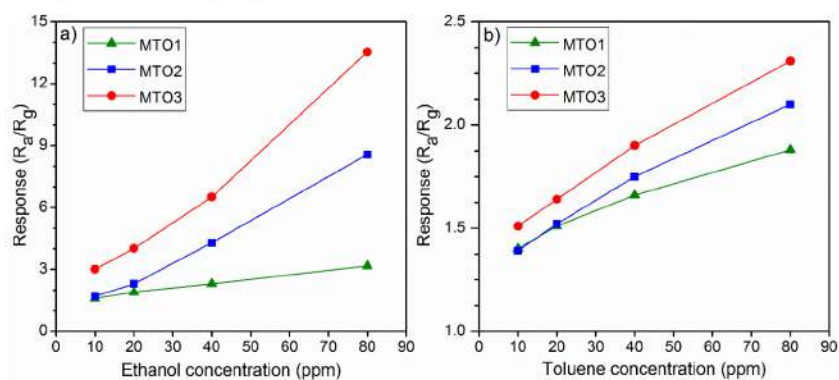 a)
MTO1
MTO2
MTO3
15
12
9
6
3
0
Response (Ra/Rg)
0 10 20 30 40 50 60 70 80 90
Ethanol concentration (ppm)
b)
MTO1
MTO2
MTO3
2.5
2.0
1.5
1.0
Response (Ra/Rg)
0 10 20 30 40 50 60 70 80 90
Toluene concentration (ppm)